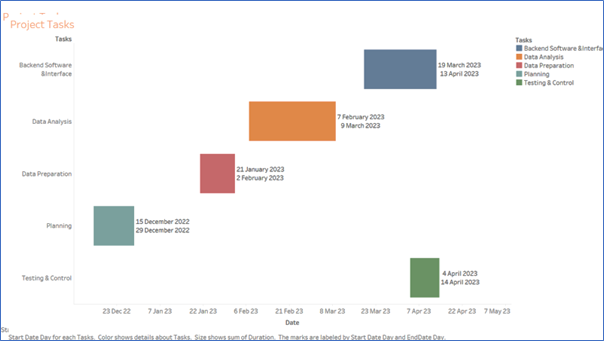 Project Tasks
Tasks
Backend Software
&Interface
19 March 2023
13 April 2023
Data Analysis
7 February 2023
9 March 2023
Data Preparation
21 January 2023
2 February 2023
Planning
15 December 2022
29 December 2022
Testing & Control
4 April 2023
14 April 2023
23 Dec 22 7 Jan 23 22 Jan 23 6 Feb 23 21 Feb 23 8 Mar 23 23 Mar 23 7 Apr 23 22 Apr 23 7 May 23
Date
Tasks
Backend Software &Interfa
Data Analysis
Data Preparation
Planning
Testing & Control
Start Date Day for each Tasks. Color shows details about Tasks. Size shows sum of Duration. The marks are labeled by Start Date Day and EndDate Day.